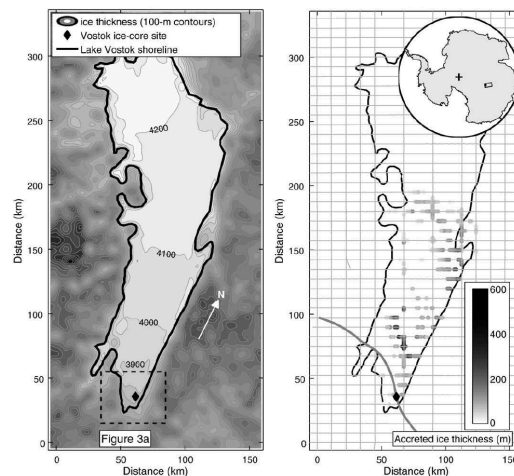 ice thickness (100-m contours)
Vostok ice-core site
Lake Vostok shoreline
300
250
200
150
100
50
0
Distance (km)
4200
4100
4000
3900
N
Figure 3a
0 50 100 150
Distance (km)
300
250
200
150
100
50
0
Distance (km)
600
400
200
0
Accreted ice thickness (m)
0 50 100 150
Distance (km)